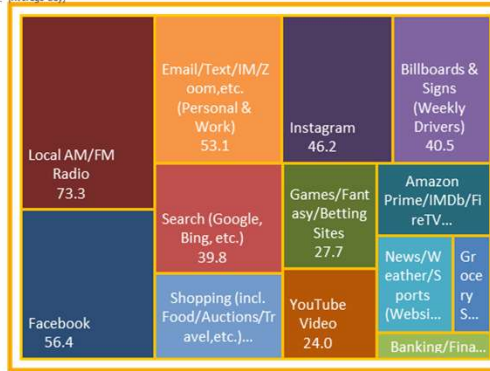 Local AM/FM
Radio
73.3
Facebook
56.4
Email/Text/IM/Z
oom,etc.
(Personal &
Work)
53.1
Search (Google,
Bing, etc.)
39.8
Shopping (incl.
Food/Auctions/Tr
avel,etc.)...
Instagram
46.2
Games/Fant
asy/Betting
Sites
27.7
YouTube
Video
24.0
Billboards &
Signs
(Weekly
Drivers)
40.5
Amazon
Prime/IMDb/Fi
reTV...
News/W
eather/S
ports
(Websi...
Gr
oce
ry
S...
Banking/Fina...